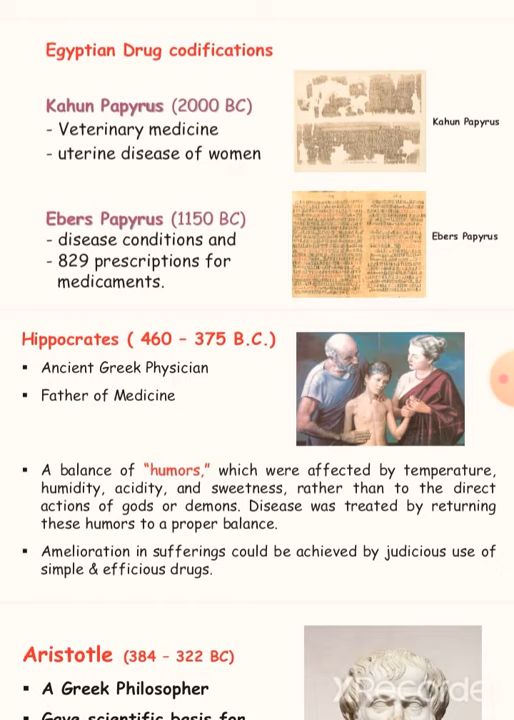 Egyptian Drug codifications
Kahun Papyrus (2000 BC)
- Veterinary medicine
- uterine disease of women
Kahun Papyrus
Ebers Papyrus (1150 BC)
- disease conditions and
- 829 prescriptions for
medicaments.
Ebers Papyrus
Hippocrates ( 460 – 375 B.C.)
▪ Ancient Greek Physician
▪ Father of Medicine
▪ A balance of “humors,” which were affected by temperature,
humidity, acidity, and sweetness, rather than to the direct
actions of gods or demons. Disease was treated by returning
these humors to a proper balance.
▪ Amelioration in sufferings could be achieved by judicious use of
simple & efficious drugs.
Aristotle (384 – 322 BC)
▪ A Greek Philosopher
▪ Gave scientific basis for
XRecorder